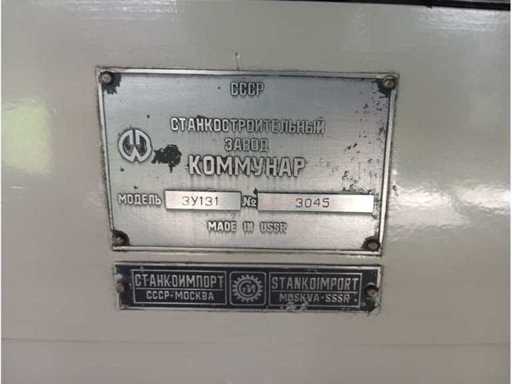 СССР
СТАНКОСТРОИТЕЛЬНЫЙ
ЗАВОД
КОММУНАР
МОДЕЛЬ 3У131 № 3045
MADE IN USSR
СТАНКОИМПОРТ
СССР-МОСКВА
STANKOIMPORT
MOSKVA-SSSR